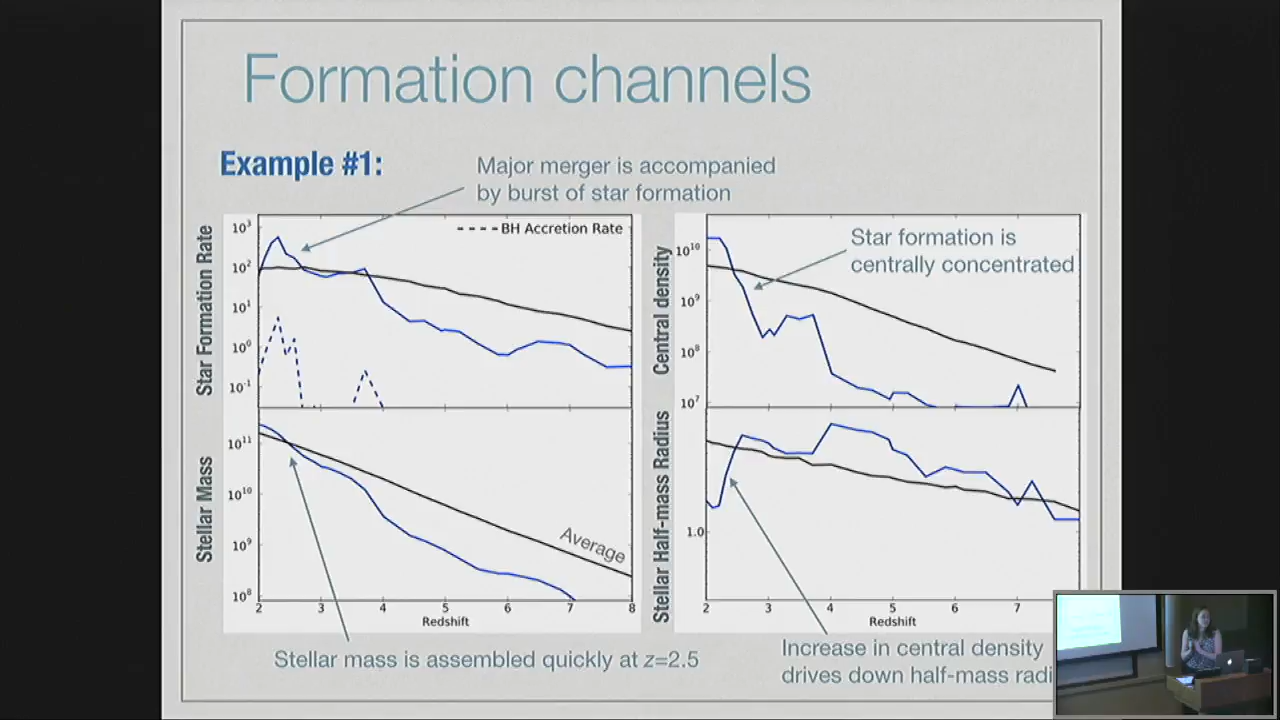 Formation channels
Example #1:
Major merger is accompanied
by burst of star formation
Star Formation Rate
10³
10²
10¹
10⁰
10⁻¹
BH Accretion Rate
Central density
10¹⁰
10⁹
10⁸
10⁷
Star formation is
centrally concentrated
Stellar Mass
10¹¹
10¹⁰
10⁹
10⁸
Average
2 3 4 5 6 7 8
Redshift
Stellar Half-mass Radius
1.0
2 3 4 5 6 7
Redshift
Stellar mass is assembled quickly at z=2.5
Increase in central density
drives down half-mass radi